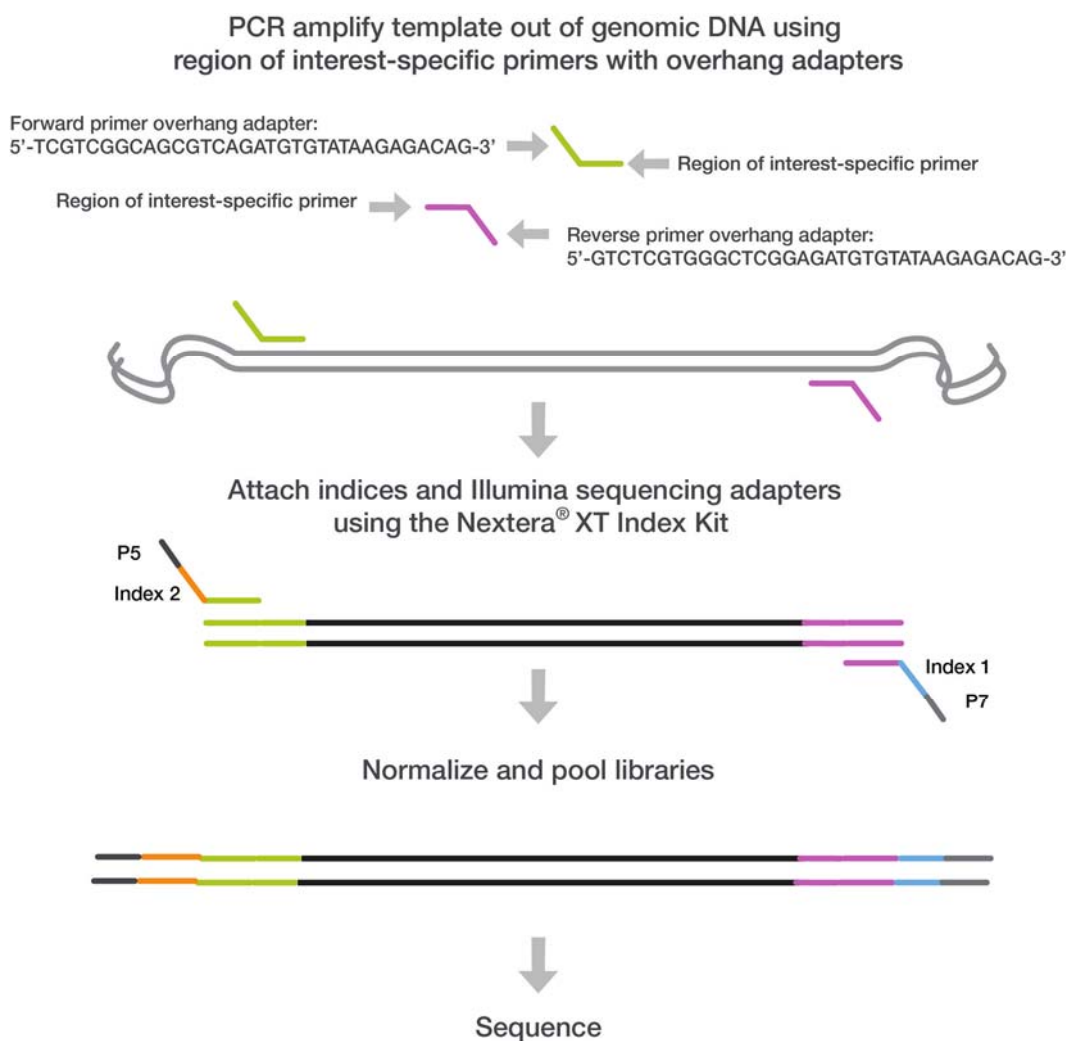 PCR amplify template out of genomic DNA using
region of interest-specific primers with overhang adapters
Forward primer overhang adapter:
5’-TCGTCGGCAGCGTCAGATGTGTATAAGAGACAG-3’
Region of interest-specific primer
Region of interest-specific primer
Reverse primer overhang adapter:
5’-GTCTCGTGGGCTCGGAGATGTGTATAAGAGACAG-3’
Attach indices and Illumina sequencing adapters
using the Nextera® XT Index Kit
P5
Index 2
Index 1
P7
Normalize and pool libraries
Sequence